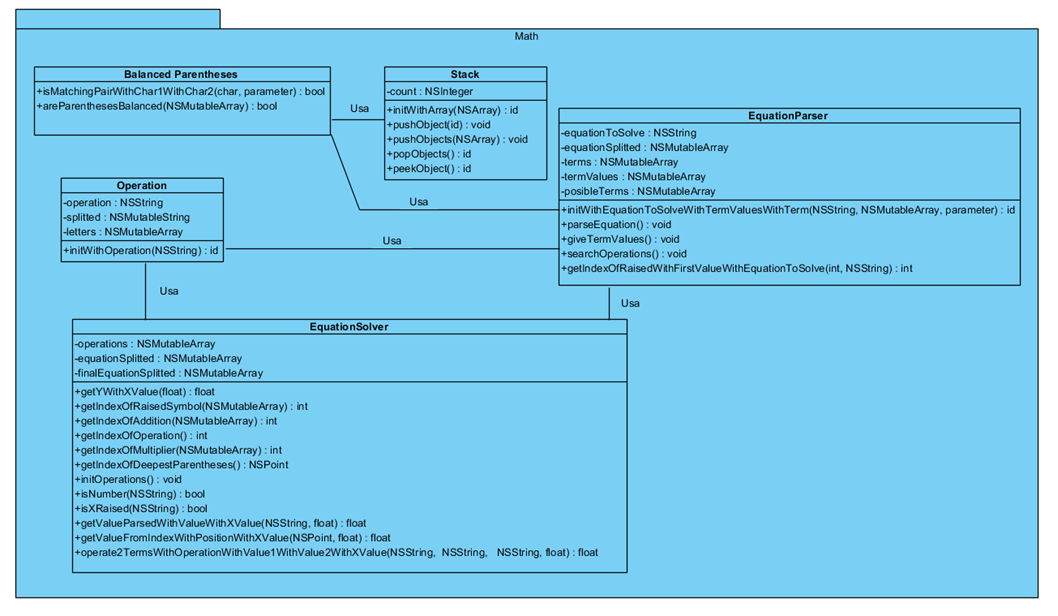 Math
Balanced Parentheses
+isMatchingPairWithChar1WithChar2(char, parameter) : bool
+areParenthesesBalanced(NSMutableArray) : bool
Usa
Stack
-count : NSInteger
+initWithArray(NSArray) : id
+pushObject(id) : void
+pushObjects(NSArray) : void
+popObjects() : id
+peekObject() : id
EquationParser
-equationToSolve : NSString
-equationSplitted : NSMutableArray
-terms : NSMutableArray
-termValues : NSMutableArray
-posibleTerms : NSMutableArray
+initWithEquationToSolveWithTermValuesWithTerm(NSString, NSMutableArray, parameter) : id
+parseEquation() : void
+giveTermValues() : void
+searchOperations() : void
+getIndexOfRaisedWithFirstValueWithEquationToSolve(int, NSString) : int
Usa
Operation
-operation : NSString
-splitted : NSMutableString
-letters : NSMutableArray
+initWithOperation(NSString) : id
Usa
Usa
Usa
EquationSolver
-operations : NSMutableArray
-equationSplitted : NSMutableArray
-finalEquationSplitted : NSMutableArray
+getYWithXValue(float) : float
+getIndexOfRaisedSymbol(NSMutableArray) : int
+getIndexOfAddition(NSMutableArray) : int
+getIndexOfOperation() : int
+getIndexOfMultiplier(NSMutableArray) : int
+getIndexOfDeepestParentheses() : NSPoint
+initOperations() : void
+isNumber(NSString) : bool
+isXRaised(NSString) : bool
+getValueParsedWithValueWithXValue(NSString, float) : float
+getValueFromIndexWithPositionWithXValue(NSPoint, float) : float
+operate2TermsWithOperationWithValue1WithValue2WithXValue(NSString, NSString, NSString, float) : float